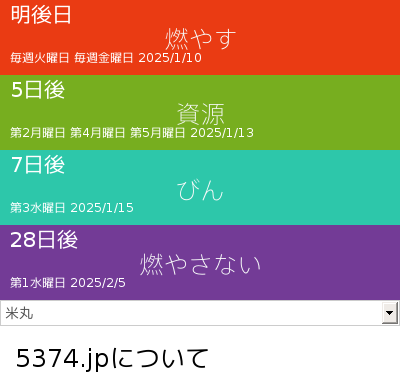 明後日
燃やす
毎週火曜日 毎週金曜日 2025/1/10
5日後
資源
第2月曜日 第4月曜日 第5月曜日 2025/1/13
7日後
びん
第3水曜日 2025/1/15
28日後
燃やさない
第1水曜日 2025/2/5
米丸
5374.jpについて